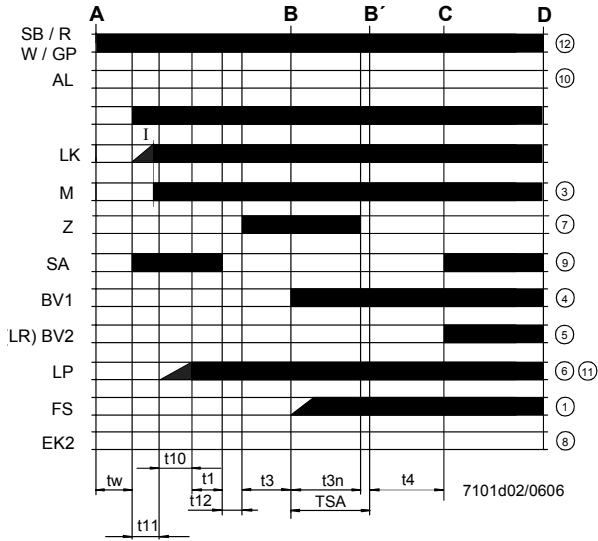 A B B´ C D
SB / R
W / GP 12
AL 10
I
LK
M 3
Z 7
SA 9
BV1 4
(LR) BV2 5
LP 6 11
FS 1
EK2 8
t10
tw t1 t3 t3n t4 7101d02/0606
t12 TSA
t11